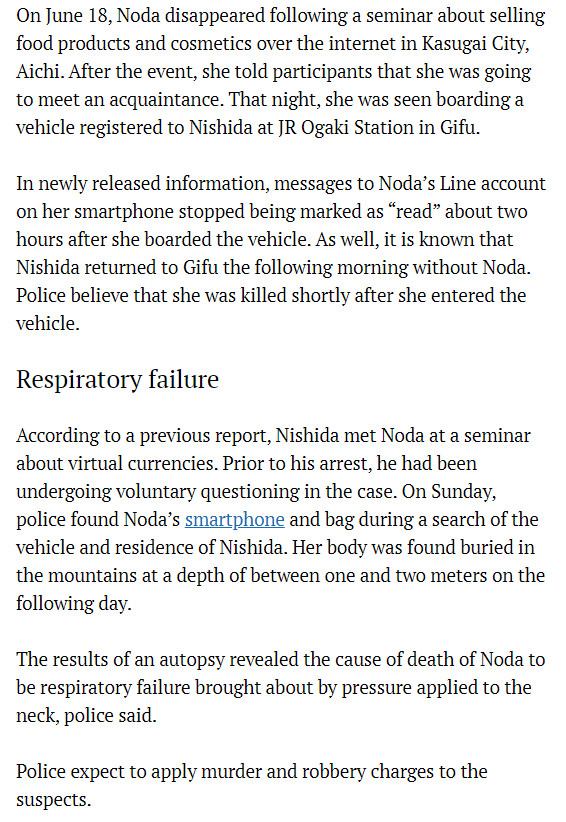 On June 18, Noda disappeared following a seminar about selling
food products and cosmetics over the internet in Kasugai City,
Aichi. After the event, she told participants that she was going
to meet an acquaintance. That night, she was seen boarding a
vehicle registered to Nishida at JR Ogaki Station in Gifu.
In newly released information, messages to Noda’s Line account
on her smartphone stopped being marked as “read” about two
hours after she boarded the vehicle. As well, it is known that
Nishida returned to Gifu the following morning without Noda.
Police believe that she was killed shortly after she entered the
vehicle.
Respiratory failure
According to a previous report, Nishida met Noda at a seminar
about virtual currencies. Prior to his arrest, he had been
undergoing voluntary questioning in the case. On Sunday,
police found Noda’s smartphone and bag during a search of the
vehicle and residence of Nishida. Her body was found buried in
the mountains at a depth of between one and two meters on the
following day.
The results of an autopsy revealed the cause of death of Noda to
be respiratory failure brought about by pressure applied to the
neck, police said.
Police expect to apply murder and robbery charges to the
suspects.